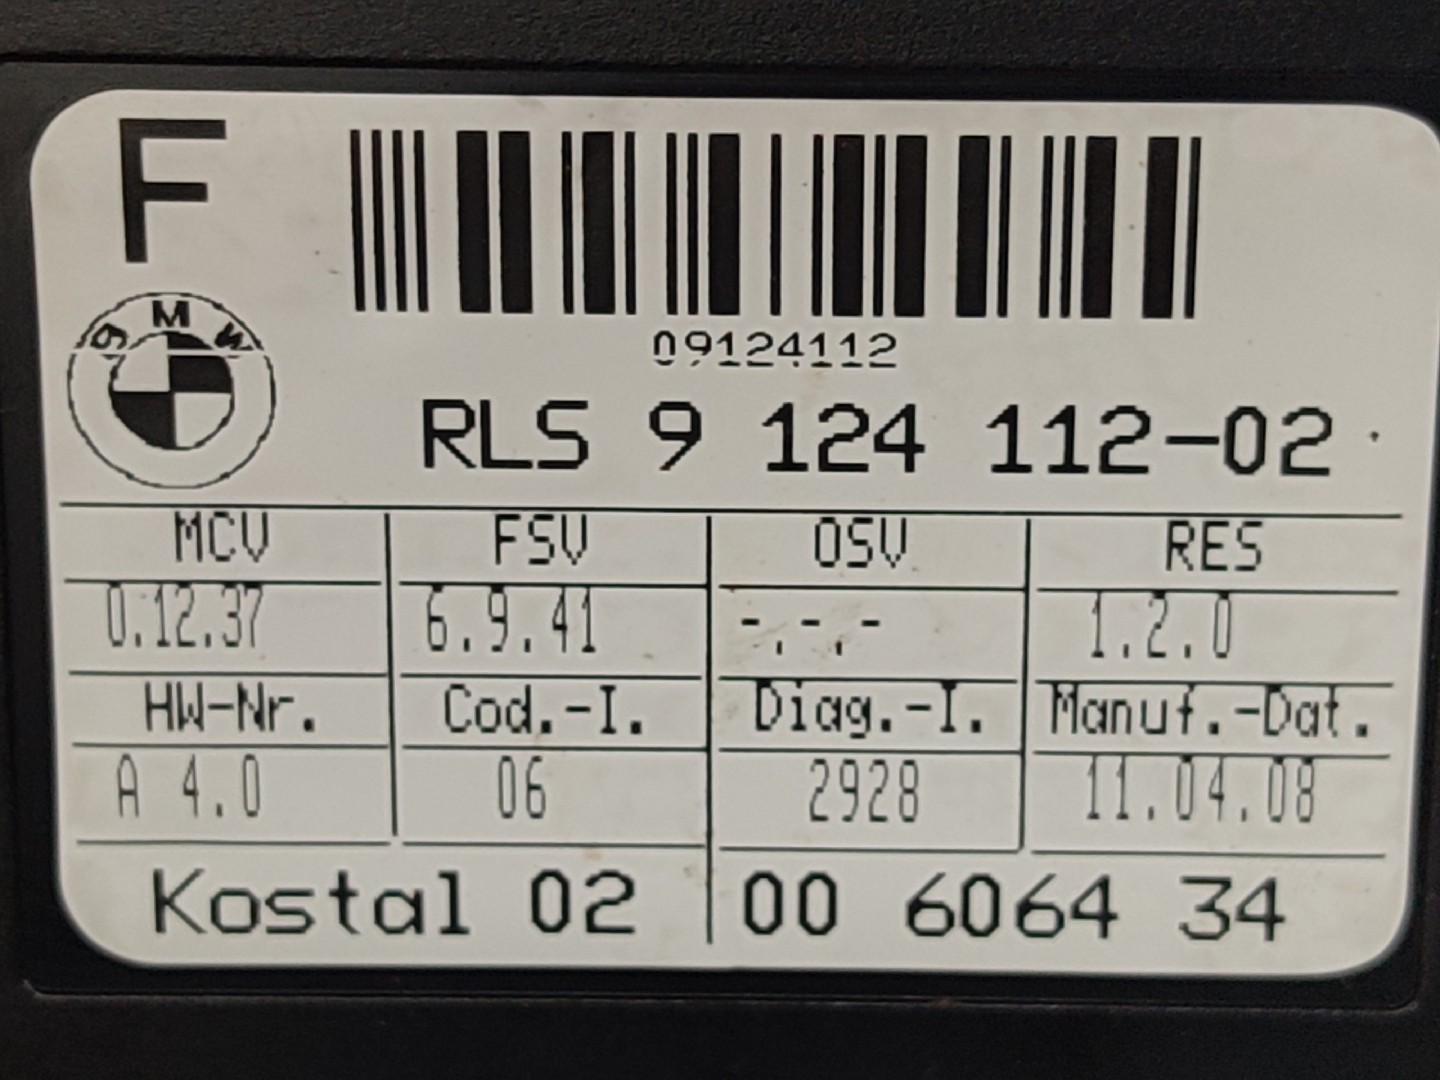 F
BMW
09124112
RLS 9 124 112-02
MCV FSV OSV RES
0.12.37 6.9.41 -.-.- 1.2.0
HW-Nr. Cod.-I. Diag.-I. Manuf.-Dat.
A 4.0 06 2928 11.04.08
Kostal 02 00 6064 34